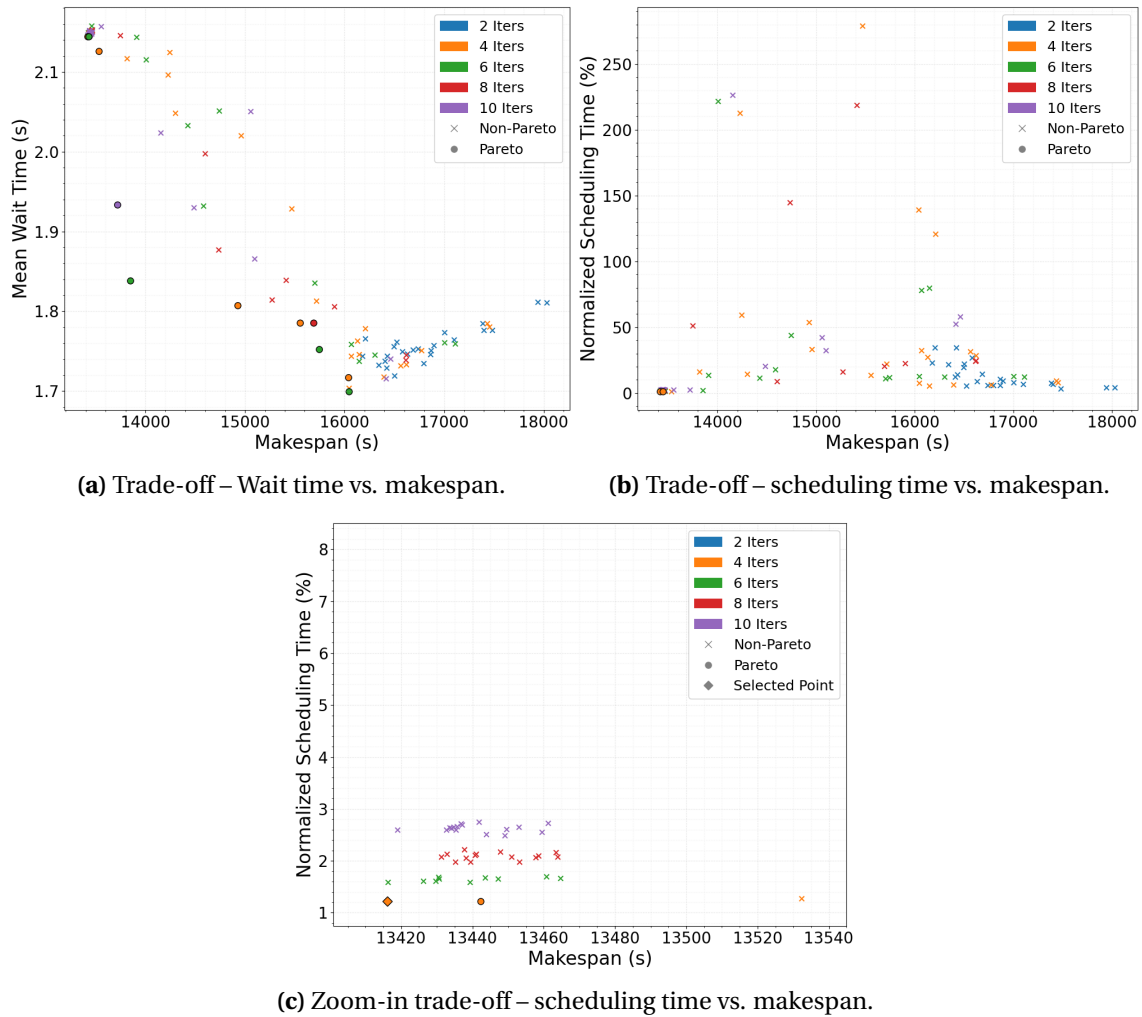 2.1
2.0
1.9
1.8
1.7
Mean Wait Time (s)
14000 15000 16000 17000 18000
Makespan (s)
2 Iters
4 Iters
6 Iters
8 Iters
10 Iters
Non-Pareto
Pareto
(a) Trade-off – Wait time vs. makespan.
250
200
150
100
50
0
Normalized Scheduling Time (%)
14000 15000 16000 17000 18000
Makespan (s)
2 Iters
4 Iters
6 Iters
8 Iters
10 Iters
Non-Pareto
Pareto
(b) Trade-off – scheduling time vs. makespan.
8
7
6
5
4
3
2
1
Normalized Scheduling Time (%)
13420 13440 13460 13480 13500 13520 13540
Makespan (s)
2 Iters
4 Iters
6 Iters
8 Iters
10 Iters
Non-Pareto
Pareto
Selected Point
(c) Zoom-in trade-off – scheduling time vs. makespan.